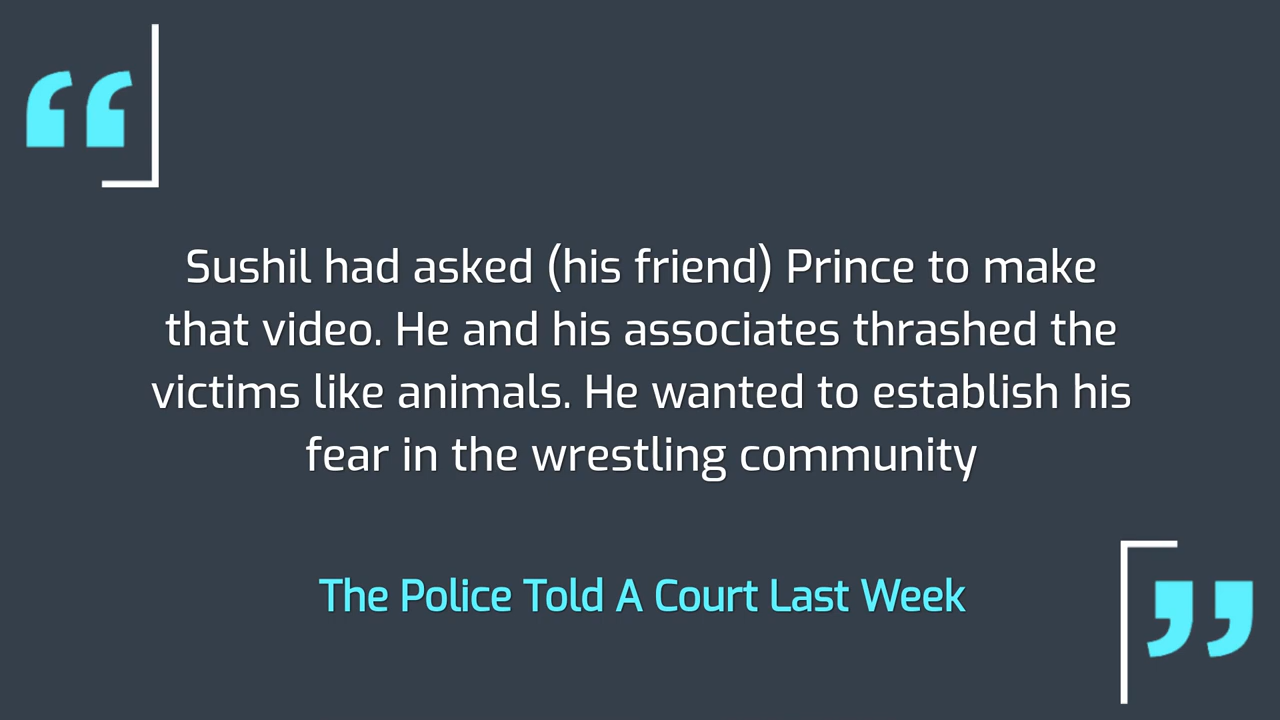 “
Sushil had asked (his friend) Prince to make
that video. He and his associates thrashed the
victims like animals. He wanted to establish his
fear in the wrestling community
The Police Told A Court Last Week
”